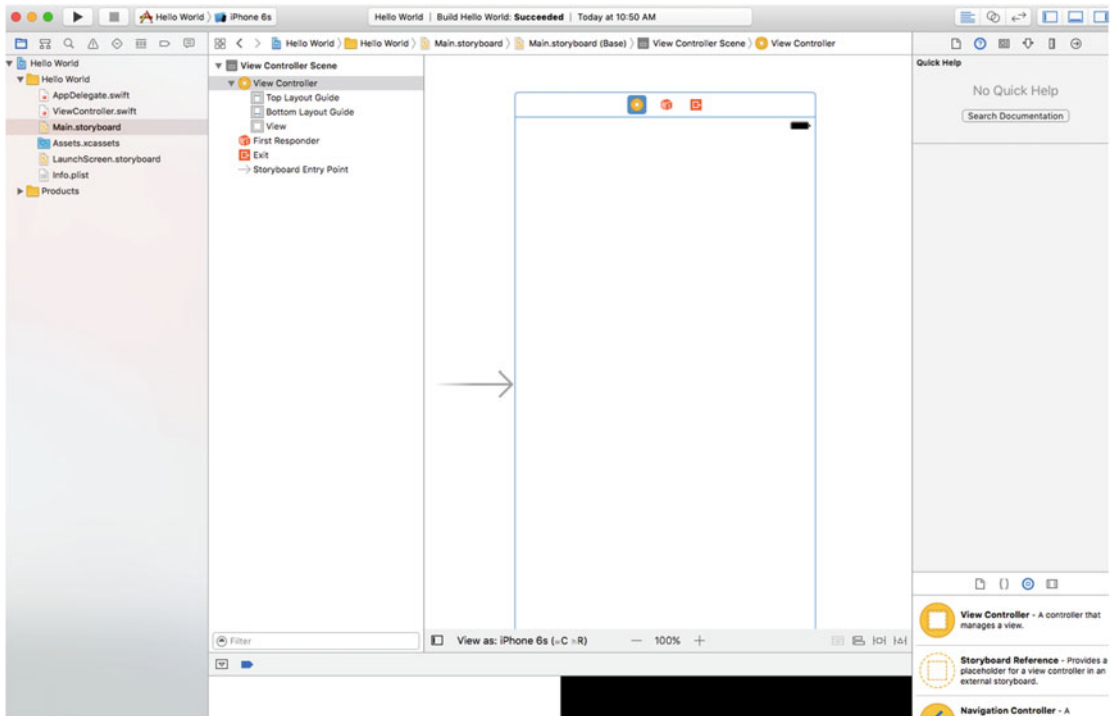 Hello World
iPhone 6s
Hello World | Build Hello World: Succeeded | Today at 10:50 AM
Hello World
Hello World
AppDelegate.swift
ViewController.swift
Main.storyboard
Assets.xcassets
LaunchScreen.storyboard
Info.plist
Products
Hello World
Hello World
Main.storyboard
Main.storyboard (Base)
View Controller Scene
View Controller
View Controller Scene
View Controller
Top Layout Guide
Bottom Layout Guide
View
First Responder
Exit
Storyboard Entry Point
Filter
View as: iPhone 6s (wC hR)
— 100% +
Quick Help
No Quick Help
Search Documentation
View Controller - A controller that
manages a view.
Storyboard Reference - Provides a
placeholder for a view controller in an
external storyboard.
Navigation Controller - A